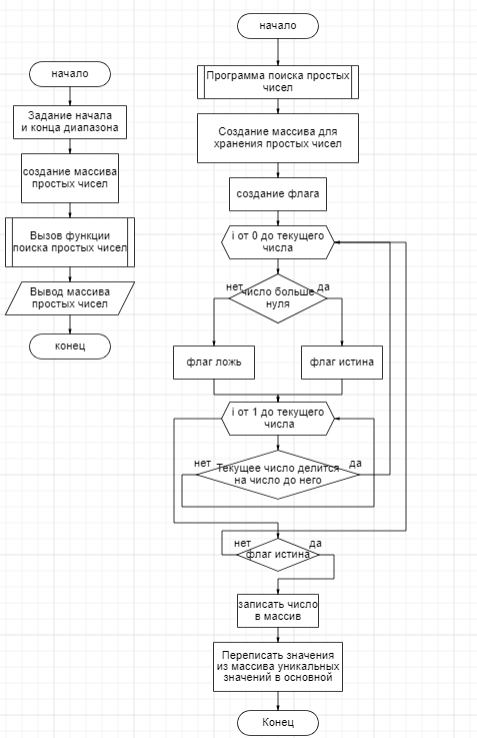 начало
Задание начала
и конца диапазона
создание массива
простых чисел
Вызов функции
поиска простых чисел
Вывод массива
простых чисел
конец
начало
Программа поиска простых
чисел
Создание массива для
хранения простых чисел
создание флага
i от 0 до текущего
числа
нет
число больше
нуля
да
флаг ложь
флаг истина
i от 1 до текущего
числа
нет
Текущее число делится
на число до него
да
нет
флаг истина
да
записать число
в массив
Переписать значения
из массива уникальных
значений в основной
Конец